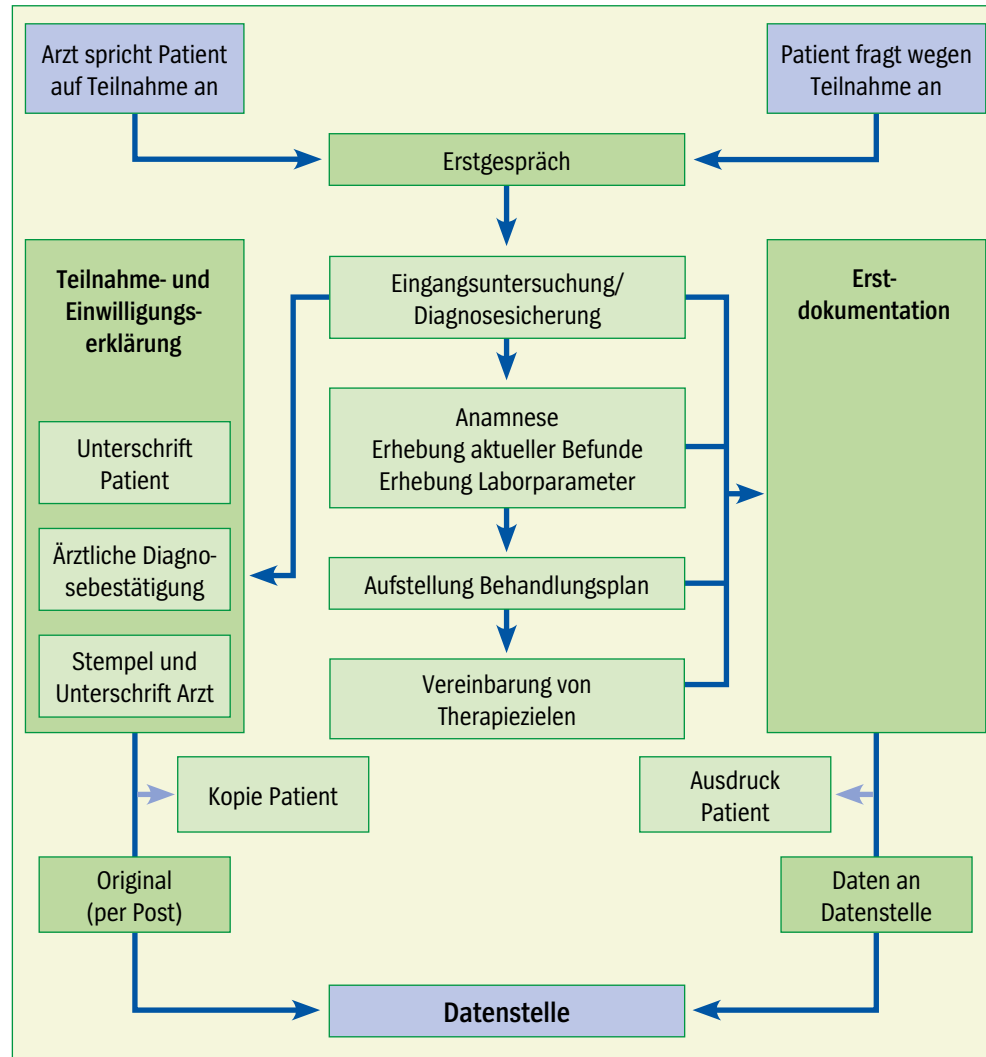 Arzt spricht Patient
auf Teilnahme an
Patient fragt wegen
Teilnahme an
Erstgespräch
Teilnahme- und
Einwilligungs-
erklärung
Unterschrift
Patient
Ärztliche Diagno-
sebestätigung
Stempel und
Unterschrift Arzt
Eingangsuntersuchung/
Diagnosesicherung
Anamnese
Erhebung aktueller Befunde
Erhebung Laborparameter
Aufstellung Behandlungsplan
Vereinbarung von
Therapiezielen
Erst-
dokumentation
Kopie Patient
Ausdruck
Patient
Original
(per Post)
Daten an
Datenstelle
Datenstelle